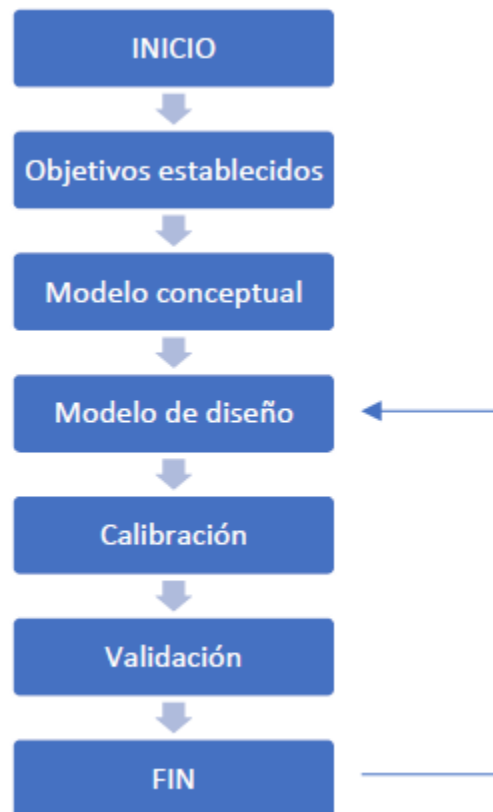 INICIO
Objetivos establecidos
Modelo conceptual
Modelo de diseño
Calibración
Validación
FIN